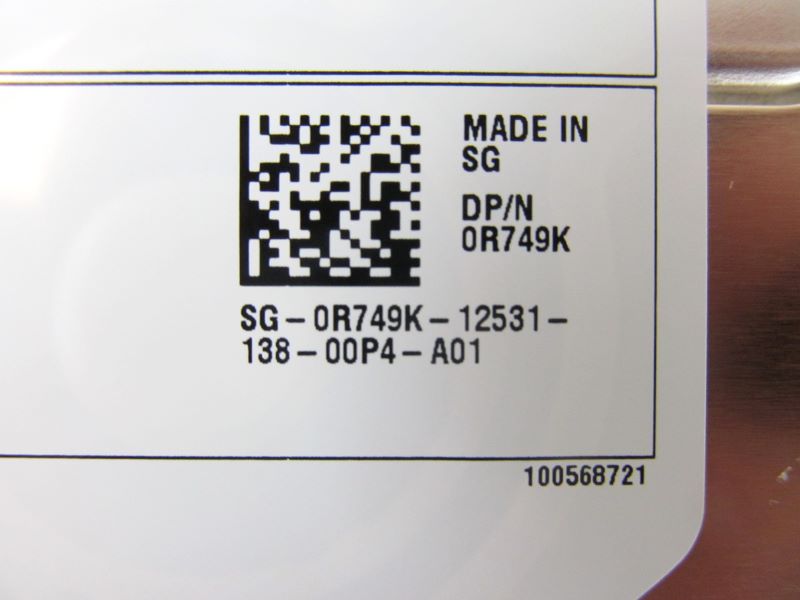 MADE IN
SG
DP/N
0R749K
SG-0R749K-12531-
138-00P4-A01
100568721